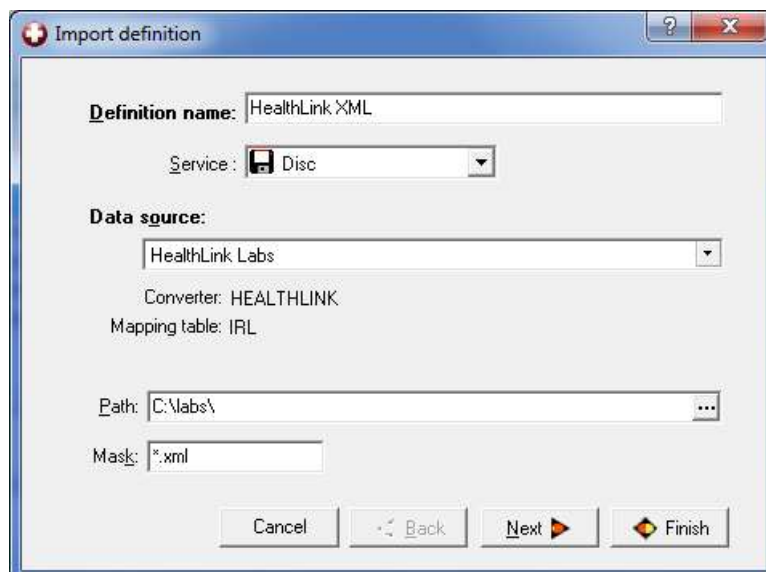 Import definition
Definition name: HealthLink XML
Service : Disc
Data source:
HealthLink Labs
Converter: HEALTHLINK
Mapping table: IRL
Path: C:\labs\ ...
Mask: *.xml
Cancel Back Next Finish